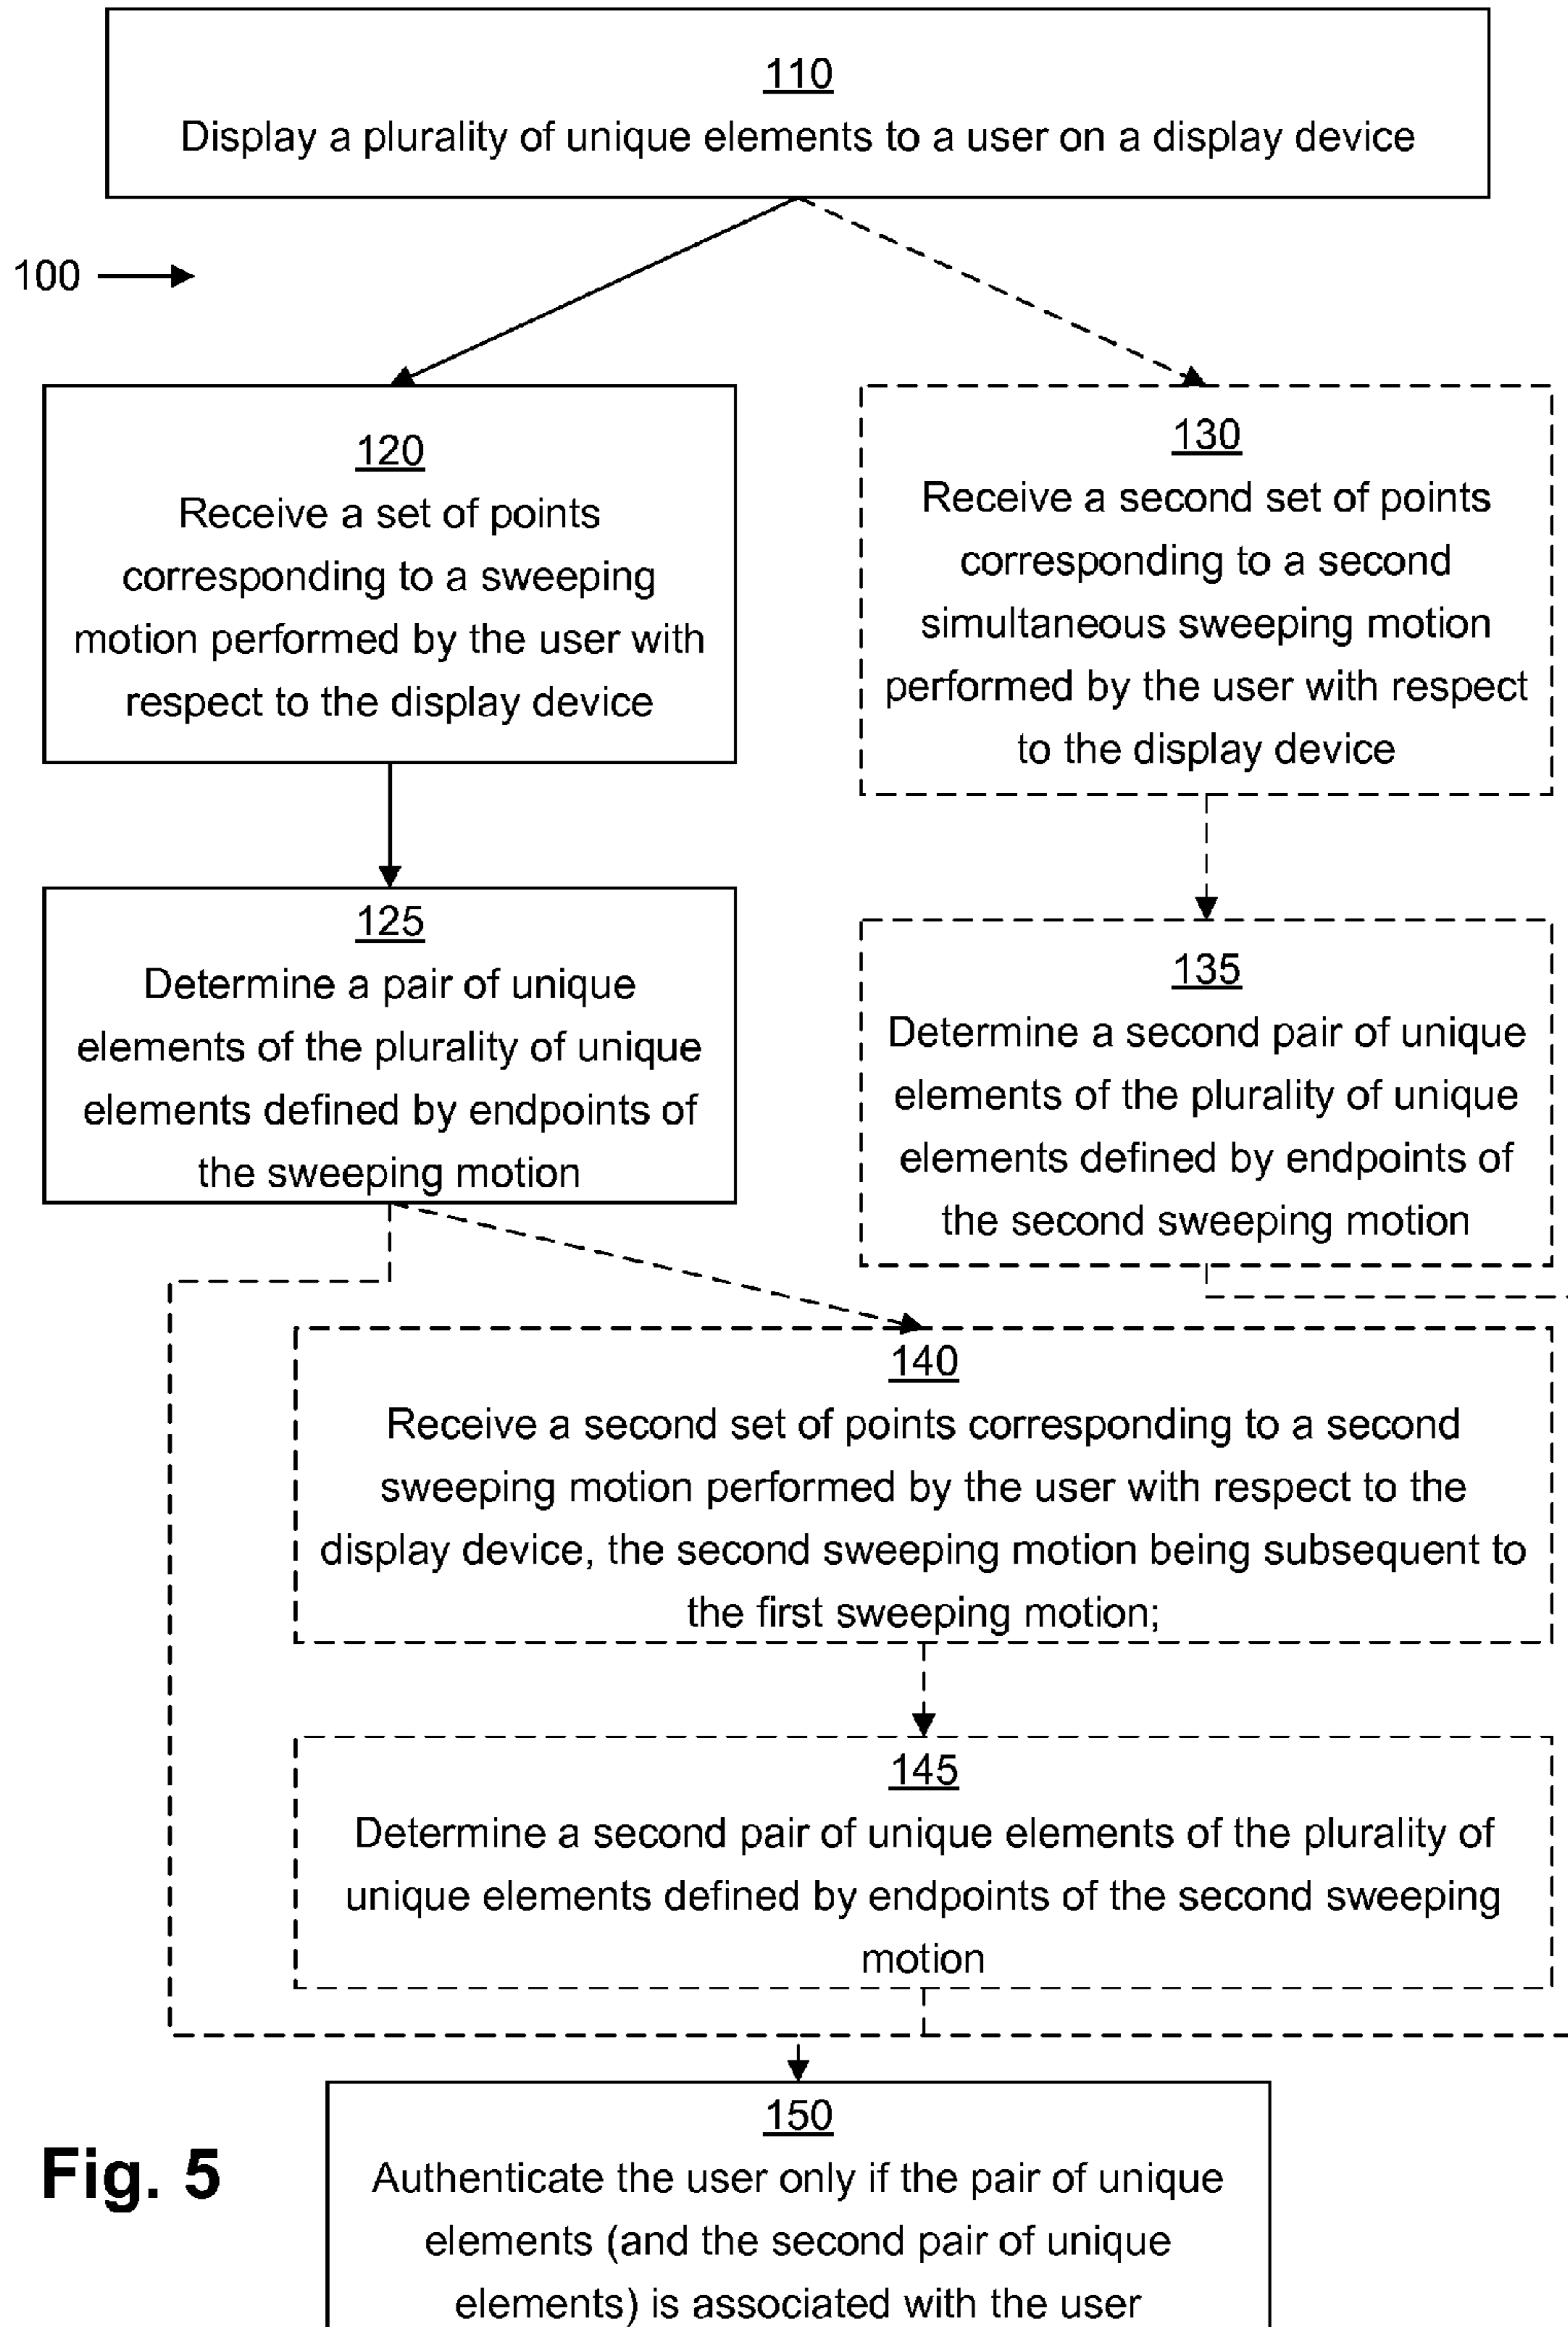 110
Display a plurality of unique elements to a user on a display device
100
120
Receive a set of points
corresponding to a sweeping
motion performed by the user with
respect to the display device
130
Receive a second set of points
corresponding to a second
simultaneous sweeping motion
performed by the user with respect
to the display device
125
Determine a pair of unique
elements of the plurality of unique
elements defined by endpoints of
the sweeping motion
135
Determine a second pair of unique
elements of the plurality of unique
elements defined by endpoints of
the second sweeping motion
140
Receive a second set of points corresponding to a second
sweeping motion performed by the user with respect to the
display device, the second sweeping motion being subsequent to
the first sweeping motion;
145
Determine a second pair of unique elements of the plurality of
unique elements defined by endpoints of the second sweeping
motion
150
Authenticate the user only if the pair of unique
elements (and the second pair of unique
elements) is associated with the user
Fig. 5